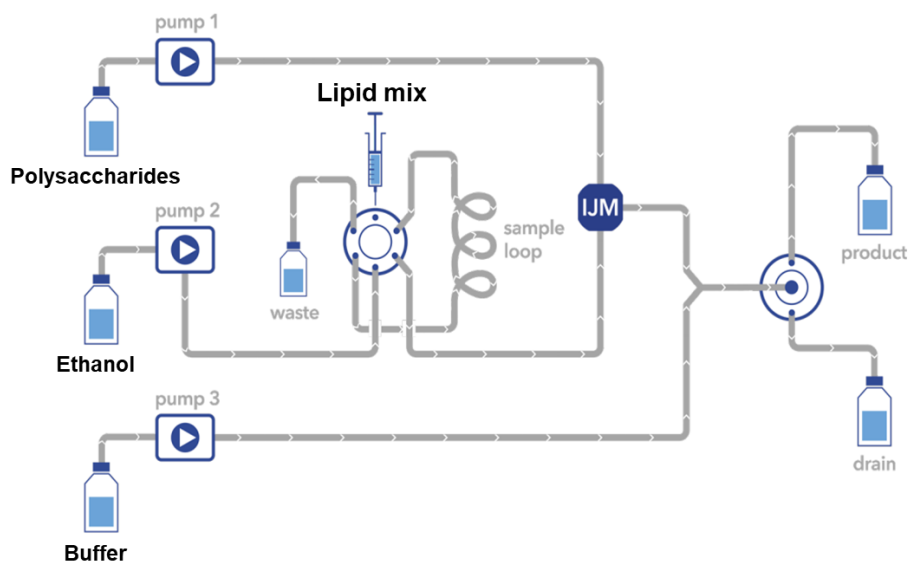 pump 1
Lipid mix
Polysaccharides
pump 2
IJM
sample
loop
product
waste
Ethanol
pump 3
drain
Buffer